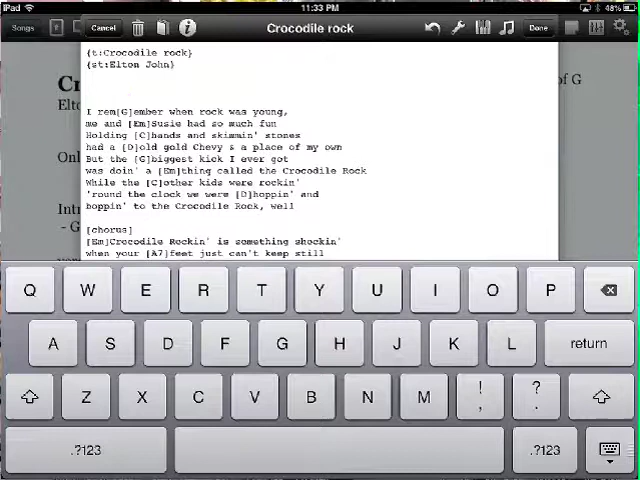 iPad 11:33 PM 48%
Songs Cancel Crocodile rock Done
{t:Crocodile rock}
{st:Elton John}
I rem[G]ember when rock was young,
me and [Em]Susie had so much fun
Holding [C]hands and skimmin' stones
had a [D]old gold Chevy & a place of my own
But the [G]biggest kick I ever got
was doin' a [Em]thing called the Crocodile Rock
While the [C]other kids were rockin'
'round the clock we were [D]hoppin' and
boppin' to the Crocodile Rock, well
[chorus]
[Em]Crocodile Rockin' is something shockin'
when your [A7]feet just can't keep still
of G
Q W E R T Y U I O P
A S D F G H J K L return
Z X C V B N M ! , ? .
.?123 .?123